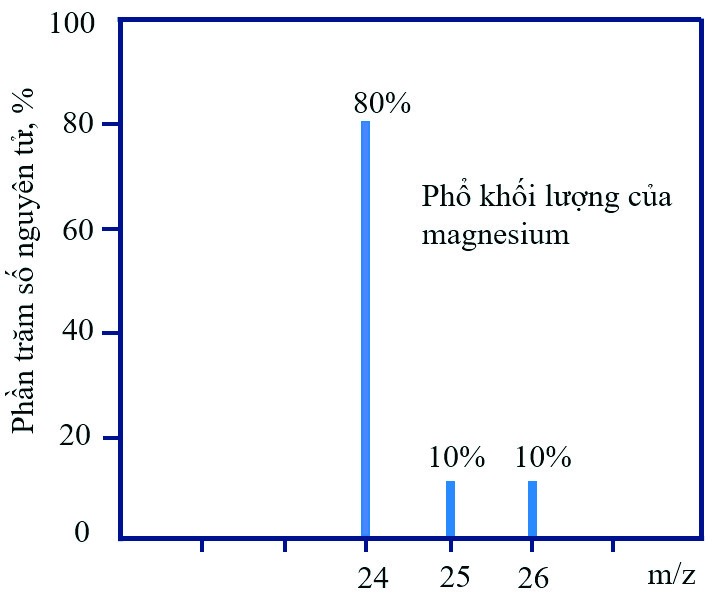 Phần trăm số nguyên tử, %
100
80
60
40
20
0
80%
Phổ khối lượng của
magnesium
10% 10%
24 25 26 m/z